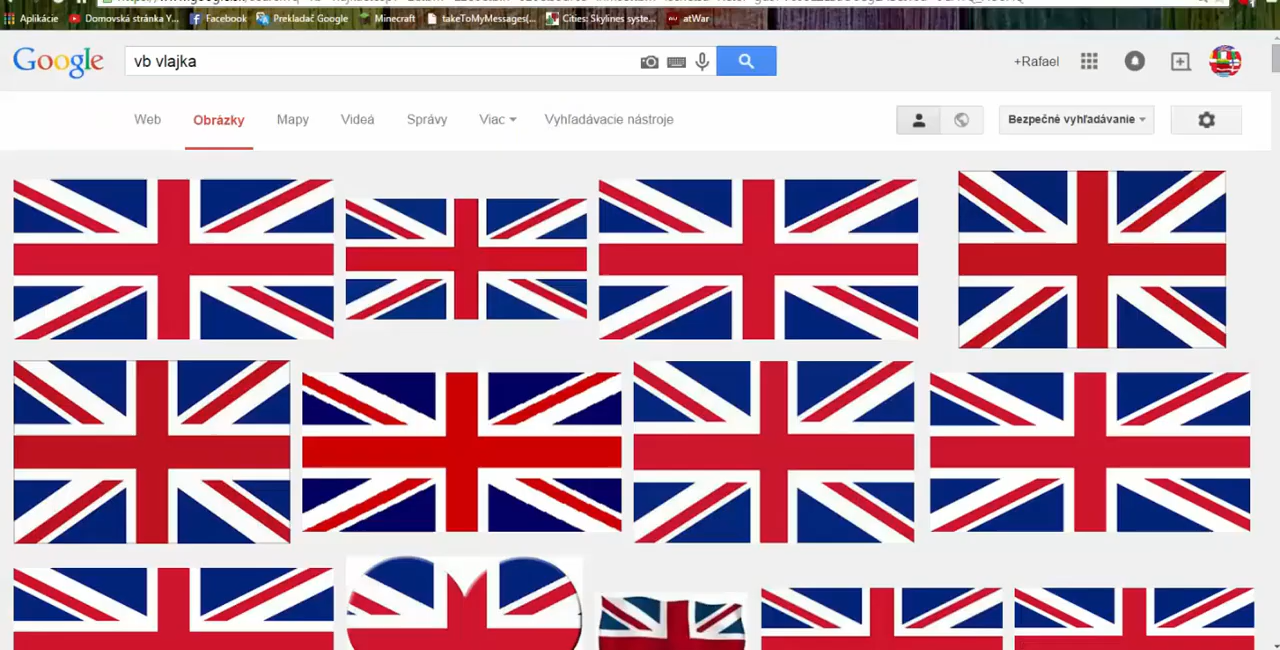 Aplikácie Domovská stránka Y... Facebook Prekladač Google Minecraft takeToMyMessages(... Cities: Skylines syste... atWar
Google vb vlajka +Rafael
Web Obrázky Mapy Videá Správy Viac Vyhľadávacie nástroje Bezpečné vyhľadávanie